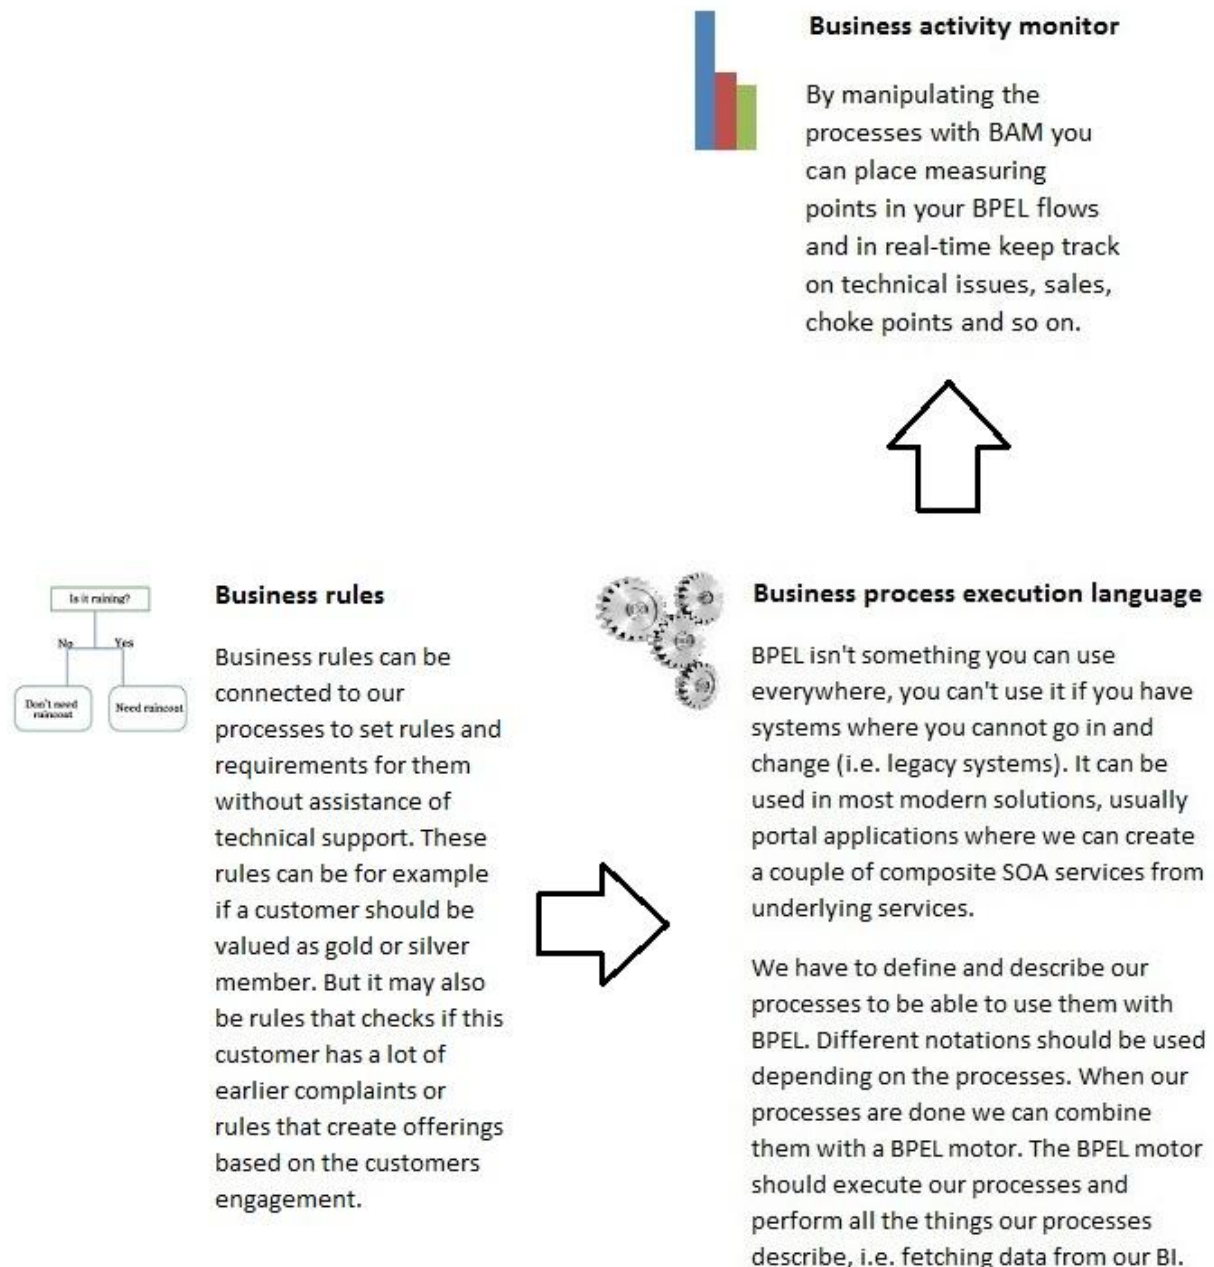 Business activity monitor
By manipulating the
processes with BAM you
can place measuring
points in your BPEL flows
and in real-time keep track
on technical issues, sales,
choke points and so on.
Is it raining?
No Yes
Don't need
raincoat
Need raincoat
Business rules
Business rules can be
connected to our
processes to set rules and
requirements for them
without assistance of
technical support. These
rules can be for example
if a customer should be
valued as gold or silver
member. But it may also
be rules that checks if this
customer has a lot of
earlier complaints or
rules that create offerings
based on the customers
engagement.
Business process execution language
BPEL isn't something you can use
everywhere, you can't use it if you have
systems where you cannot go in and
change (i.e. legacy systems). It can be
used in most modern solutions, usually
portal applications where we can create
a couple of composite SOA services from
underlying services.
We have to define and describe our
processes to be able to use them with
BPEL. Different notations should be used
depending on the processes. When our
processes are done we can combine
them with a BPEL motor. The BPEL motor
should execute our processes and
perform all the things our processes
describe, i.e. fetching data from our BI.